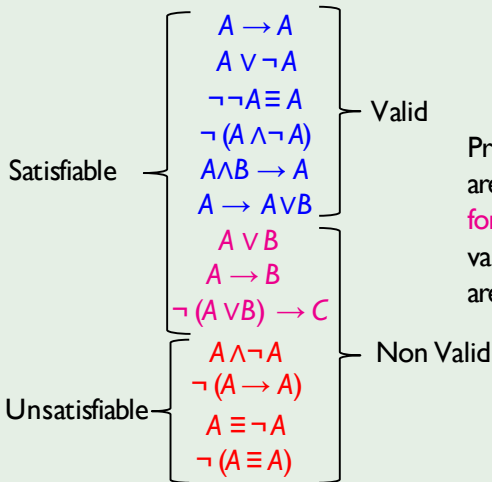 A → A
A ∨ ¬ A
¬ ¬ A ≡ A
¬ (A ∧ ¬ A)
A∧B → A
A → A∨B
Valid
Satisfiable
A ∨ B
A → B
¬ (A ∨B) → C
A ∧ ¬ A
¬ (A → A)
A ≡ ¬ A
¬ (A ≡ A)
Non Valid
Unsatisfiable
Pr
are
for
va
are